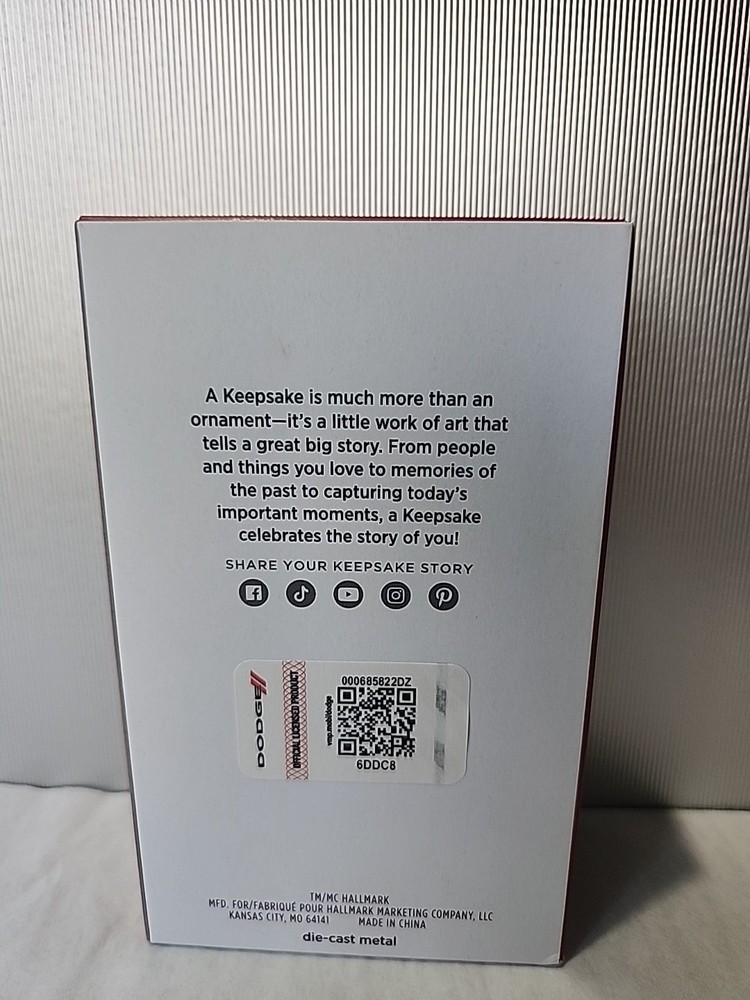 A Keepsake is much more than an
ornament—it's a little work of art that
tells a great big story. From people
and things you love to memories of
the past to capturing today's
important moments, a Keepsake
celebrates the story of you!
SHARE YOUR KEEPSAKE STORY
DODGE
OFFICIAL LICENSED PRODUCT
vsp.mobi/dodge
000685822DZ
6DDC8
TM/MC HALLMARK
MFD. FOR/FABRIQUÉ POUR HALLMARK MARKETING COMPANY, LLC
KANSAS CITY, MO 64141 MADE IN CHINA
die-cast metal